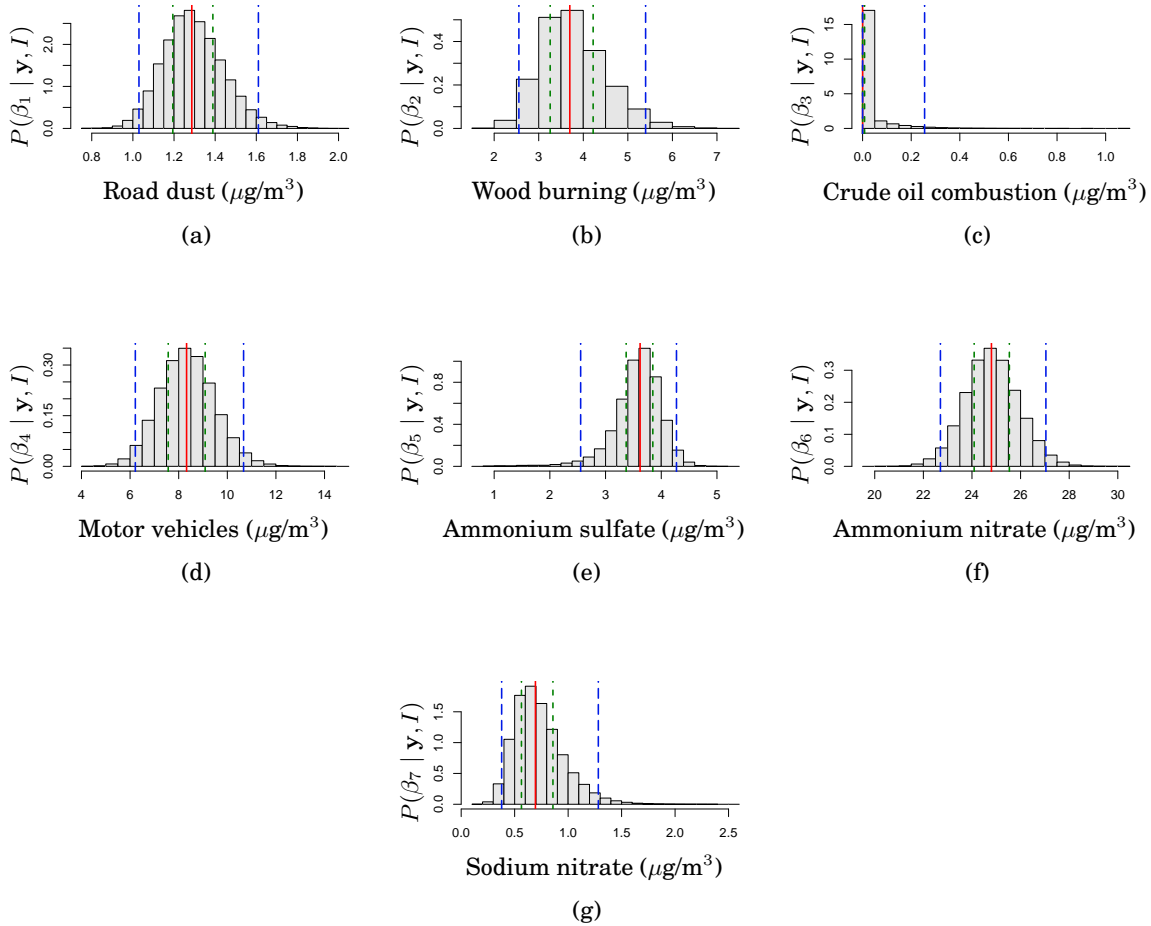 P(β₁ | y, I)
0.0 1.0 2.0
0.8 1.0 1.2 1.4 1.6 1.8 2.0
Road dust (μg/m³)
(a)
P(β₂ | y, I)
0.0 0.2 0.4
2 3 4 5 6 7
Wood burning (μg/m³)
(b)
P(β₃ | y, I)
0 5 10 15
0.0 0.2 0.4 0.6 0.8 1.0
Crude oil combustion (μg/m³)
(c)
P(β₄ | y, I)
0.00 0.15 0.30
4 6 8 10 12 14
Motor vehicles (μg/m³)
(d)
P(β₅ | y, I)
0.0 0.4 0.8
1 2 3 4 5
Ammonium sulfate (μg/m³)
(e)
P(β₆ | y, I)
0.0 0.1 0.2 0.3
20 22 24 26 28 30
Ammonium nitrate (μg/m³)
(f)
P(β₇ | y, I)
0.0 0.5 1.0 1.5
0.0 0.5 1.0 1.5 2.0 2.5
Sodium nitrate (μg/m³)
(g)